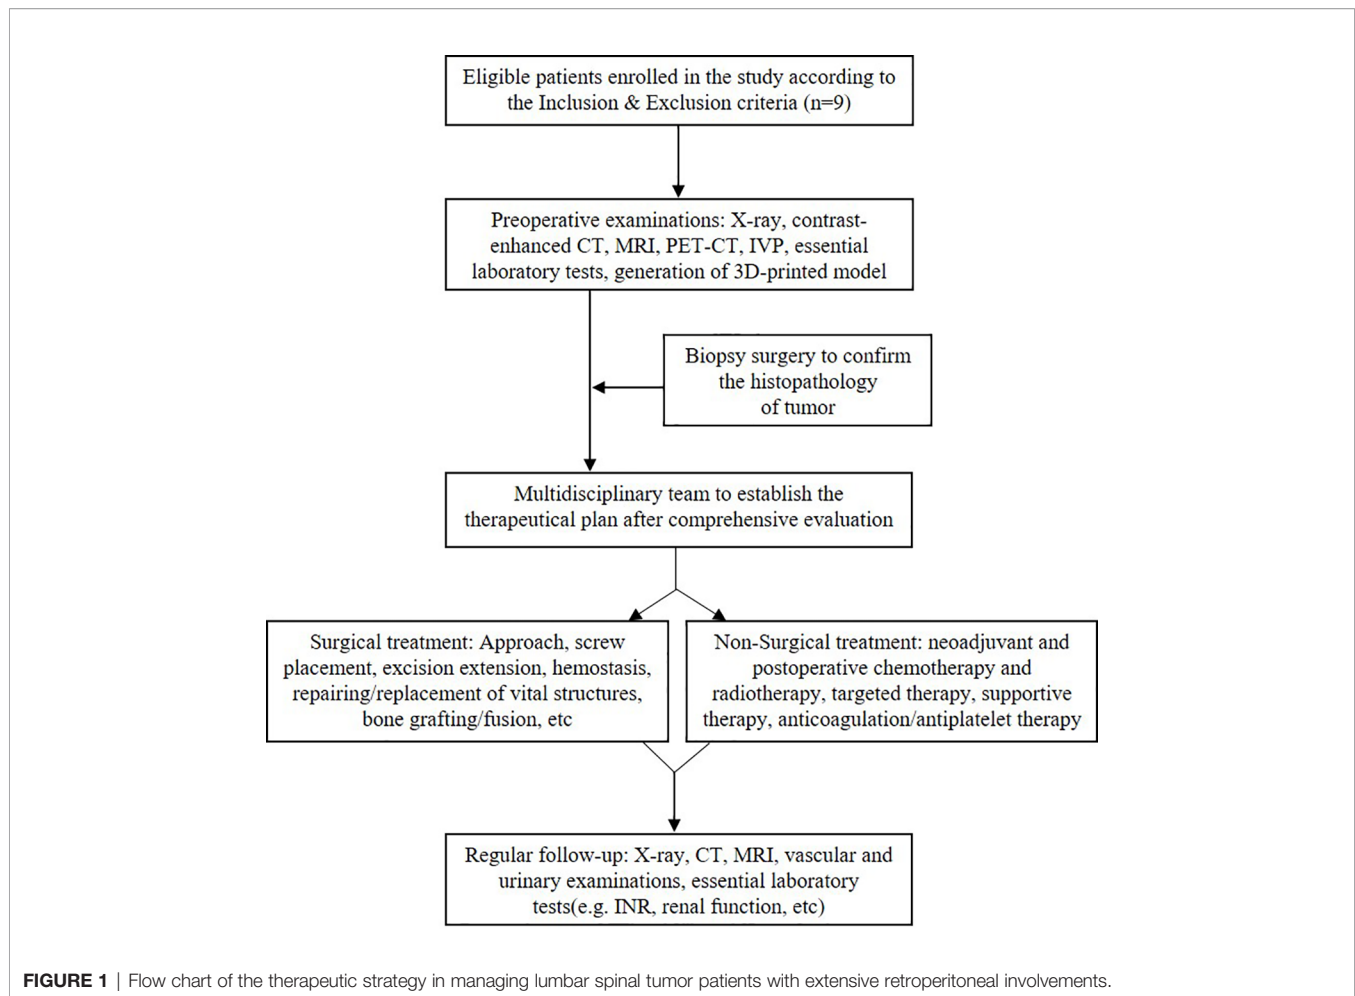 Eligible patients enrolled in the study according to
the Inclusion & Exclusion criteria (n=9)
Preoperative examinations: X-ray, contrast-
enhanced CT, MRI, PET-CT, IVP, essential
laboratory tests, generation of 3D-printed model
Biopsy surgery to confirm
the histopathology
of tumor
Multidisciplinary team to establish the
therapeutical plan after comprehensive evaluation
Surgical treatment: Approach, screw
placement, excision extension, hemostasis,
repairing/replacement of vital structures,
bone grafting/fusion, etc
Non-Surgical treatment: neoadjuvant and
postoperative chemotherapy and
radiotherapy, targeted therapy, supportive
therapy, anticoagulation/antiplatelet therapy
Regular follow-up: X-ray, CT, MRI, vascular and
urinary examinations, essential laboratory
tests(e.g. INR, renal function, etc)
FIGURE 1 | Flow chart of the therapeutic strategy in managing lumbar spinal tumor patients with extensive retroperitoneal involvements.